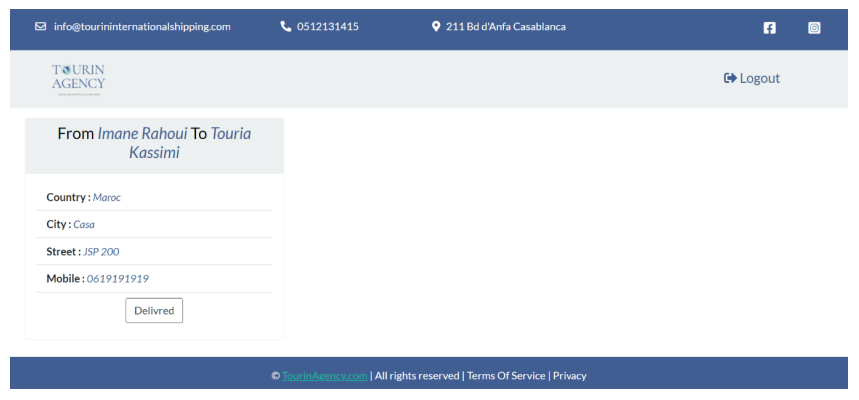 info@tourininternationalshipping.com 0512131415 211 Bd d'Anfa Casablanca
TOURIN
AGENCY
Logout
From Imane Rahoui To Touria
Kassimi
Country : Maroc
City : Casa
Street : JSP 200
Mobile : 0619191919
Delivred
© TourinAgency.com | All rights reserved | Terms Of Service | Privacy